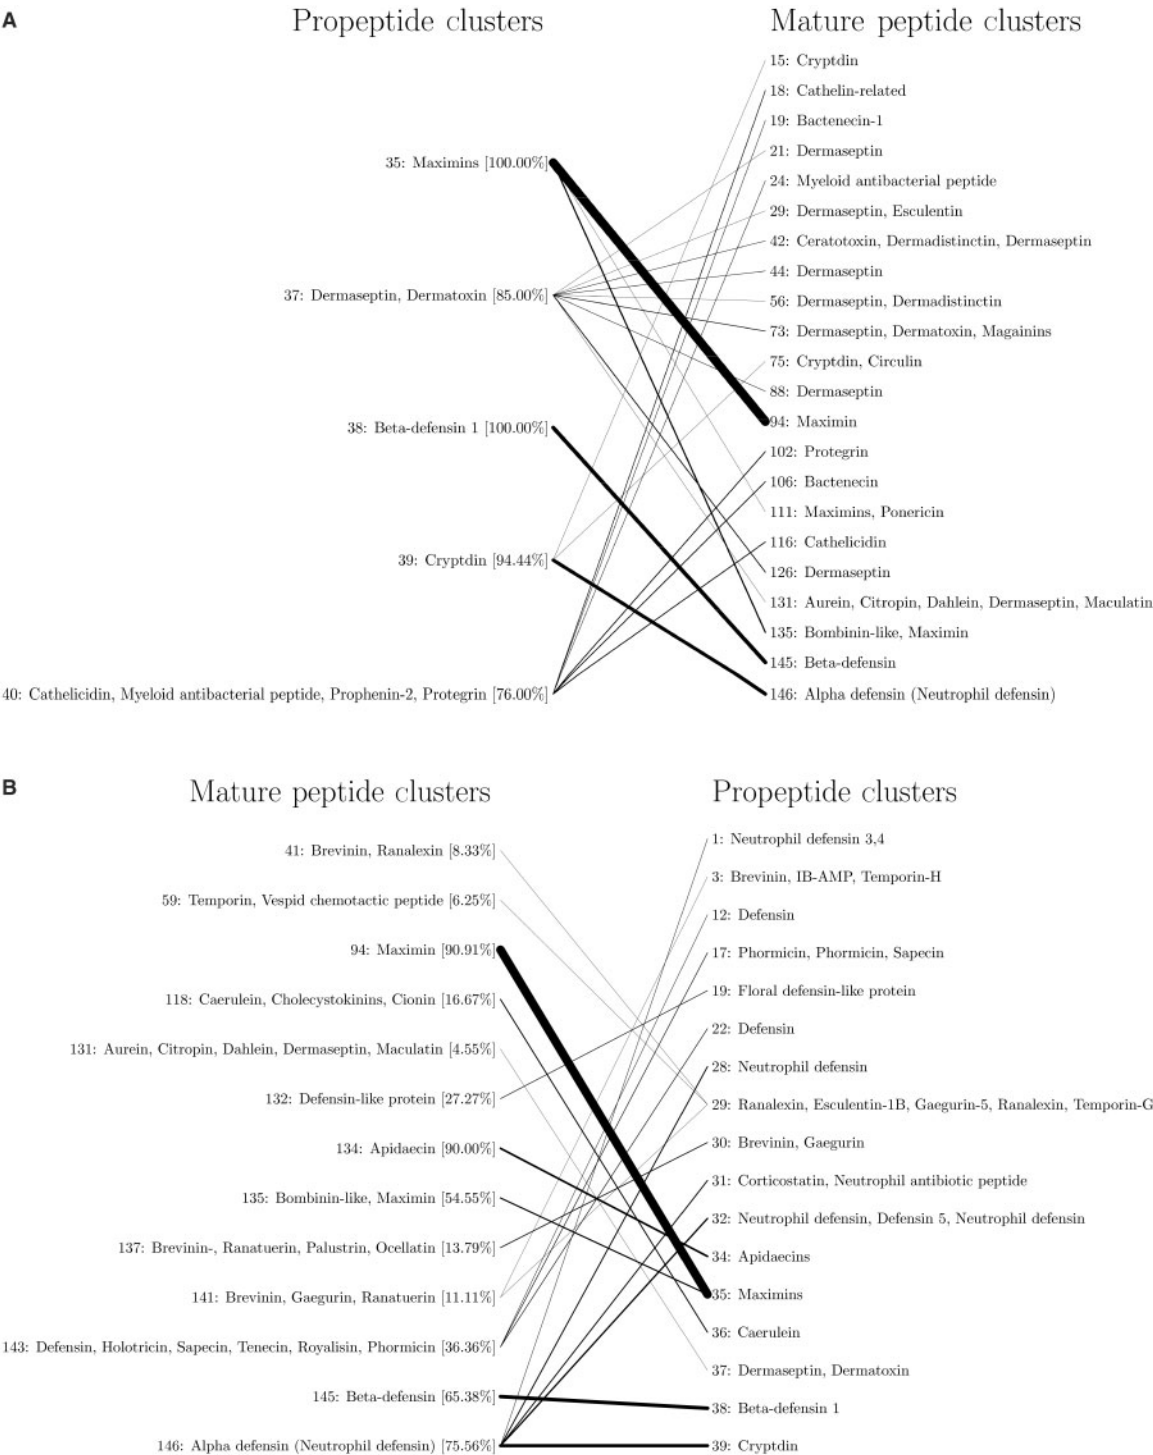 A
Propeptide clusters
Mature peptide clusters
35: Maximins [100.00%]
37: Dermaseptin, Dermatoxin [85.00%]
38: Beta-defensin 1 [100.00%]
39: Cryptdin [94.44%]
40: Cathelicidin, Myeloid antibacterial peptide, Prophenin-2, Protegrin [76.00%]
15: Cryptdin
18: Cathelin-related
19: Bactenecin-1
21: Dermaseptin
24: Myeloid antibacterial peptide
29: Dermaseptin, Esculentin
42: Ceratotoxin, Dermadistinctin, Dermaseptin
44: Dermaseptin
56: Dermaseptin, Dermadistinctin
73: Dermaseptin, Dermatoxin, Magainins
75: Cryptdin, Circulin
88: Dermaseptin
94: Maximin
102: Protegrin
106: Bactenecin
111: Maximins, Ponericin
116: Cathelicidin
126: Dermaseptin
131: Aurein, Citropin, Dahlein, Dermaseptin, Maculatin
135: Bombinin-like, Maximin
145: Beta-defensin
146: Alpha defensin (Neutrophil defensin)
B
Mature peptide clusters
Propeptide clusters
41: Brevinin, Ranalexin [8.33%]
59: Temporin, Vespid chemotactic peptide [6.25%]
94: Maximin [90.91%]
118: Caerulein, Cholecystokinins, Cionin [16.67%]
131: Aurein, Citropin, Dahlein, Dermaseptin, Maculatin [4.55%]
132: Defensin-like protein [27.27%]
134: Apidaecin [90.00%]
135: Bombinin-like, Maximin [54.55%]
137: Brevinin-, Ranatuerin, Palustrin, Ocellatin [13.79%]
141: Brevinin, Gaegurin, Ranatuerin [11.11%]
143: Defensin, Holotricin, Sapecin, Tenecin, Royalisin, Phormicin [36.36%]
145: Beta-defensin [65.38%]
146: Alpha defensin (Neutrophil defensin) [75.56%]
1: Neutrophil defensin 3,4
3: Brevinin, IB-AMP, Temporin-H
12: Defensin
17: Phormicin, Phormicin, Sapecin
19: Floral defensin-like protein
22: Defensin
28: Neutrophil defensin
29: Ranalexin, Esculentin-1B, Gaegurin-5, Ranalexin, Temporin-G
30: Brevinin, Gaegurin
31: Corticostatin, Neutrophil antibiotic peptide
32: Neutrophil defensin, Defensin 5, Neutrophil defensin
34: Apidaecins
35: Maximins
36: Caerulein
37: Dermaseptin, Dermatoxin
38: Beta-defensin 1
39: Cryptdin